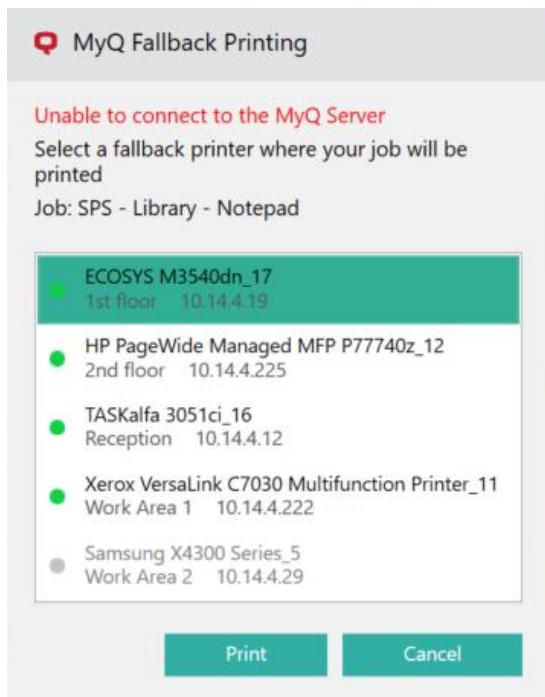 MyQ Fallback Printing
Unable to connect to the MyQ Server
Select a fallback printer where your job will be
printed
Job: SPS - Library - Notepad
ECOSYS M3540dn_17
1st floor 10.14.4.19
HP PageWide Managed MFP P77740z_12
2nd floor 10.14.4.225
TASKalfa 3051ci_16
Reception 10.14.4.12
Xerox VersaLink C7030 Multifunction Printer_11
Work Area 1 10.14.4.222
Samsung X4300 Series_5
Work Area 2 10.14.4.29
Print Cancel